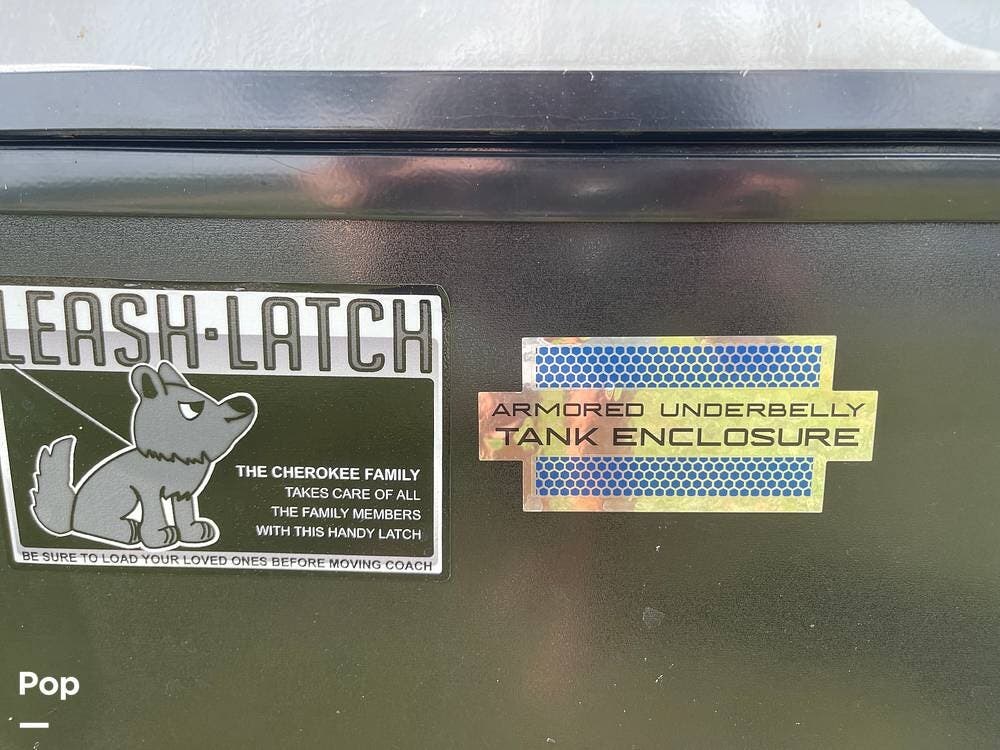 LEASH·LATCH
THE CHEROKEE FAMILY
TAKES CARE OF ALL
THE FAMILY MEMBERS
WITH THIS HANDY LATCH
BE SURE TO LOAD YOUR LOVED ONES BEFORE MOVING COACH
ARMORED UNDERBELLY
TANK ENCLOSURE
Pop